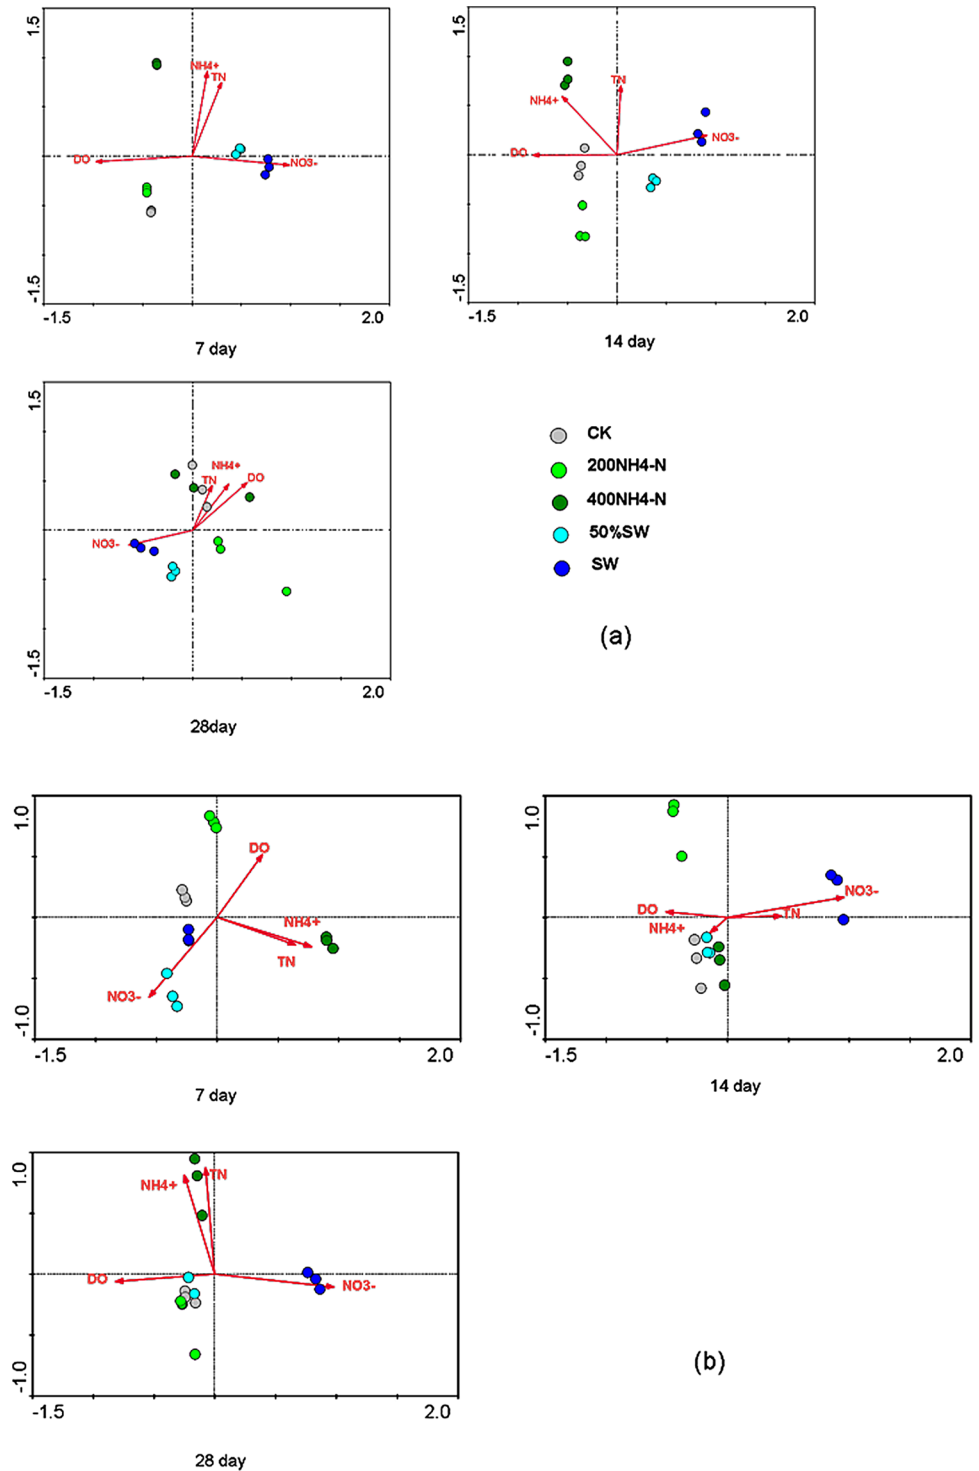 1.5
NH4+
TN
DO
NO3-
-1.5
-1.5
2.0
7 day
1.5
TN
NH4+
DO
NO3-
-1.5
-1.5
2.0
14 day
1.5
NH4+
TN
DO
NO3-
-1.5
-1.5
2.0
28day
CK
200NH4-N
400NH4-N
50%SW
SW
(a)
1.0
DO
NH4+
TN
NO3-
-1.0
-1.5
2.0
7 day
1.0
NO3-
DO
TN
NH4+
-1.0
-1.5
2.0
14 day
1.0
TN
NH4+
DO
NO3-
-1.0
-1.5
2.0
28 day
(b)